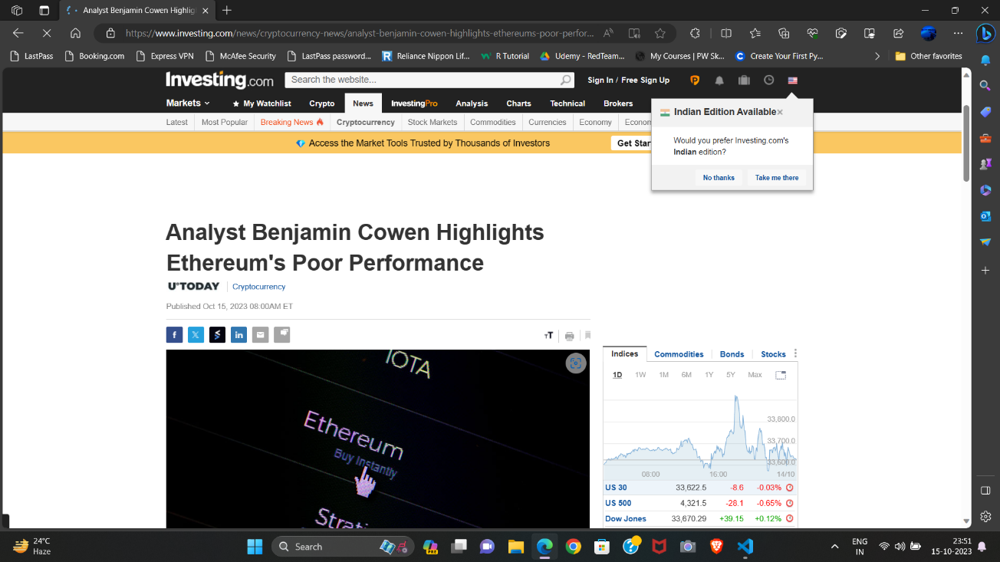 Analyst Benjamin Cowen Highlig
https://www.investing.com/news/cryptocurrency-news/analyst-benjamin-cowen-highlights-ethereums-poor-perfor...
LastPass
Booking.com
Express VPN
McAfee Security
LastPass password...
Reliance Nippon Lif...
R Tutorial
Udemy - RedTeam...
My Courses | PW Sk...
Create Your First Py...
Other favorites
Investing.com
Search the website...
Sign In / Free Sign Up
Markets
My Watchlist
Crypto
News
InvestingPro
Analysis
Charts
Technical
Brokers
Indian Edition Available
Would you prefer Investing.com's
Indian edition?
No thanks
Take me there
Latest
Most Popular
Breaking News
Cryptocurrency
Stock Markets
Commodities
Currencies
Economy
Econom
Access the Market Tools Trusted by Thousands of Investors
Get Star
Analyst Benjamin Cowen Highlights
Ethereum's Poor Performance
U°TODAY
Cryptocurrency
Published Oct 15, 2023 08:00AM ET
IOTA
Ethereum
Buy Instantly
Strati
Indices
Commodities
Bonds
Stocks
1D
1W
1M
6M
1Y
5Y
Max
33,800.0
33,700.0
33,600.0
08:00
16:00
14/10
US 30 33,622.5 -8.6 -0.03%
US 500 4,321.5 -28.1 -0.65%
Dow Jones 33,670.29 +39.15 +0.12%
24°C
Haze
Search
PRE
ENG
IN
23:51
15-10-2023